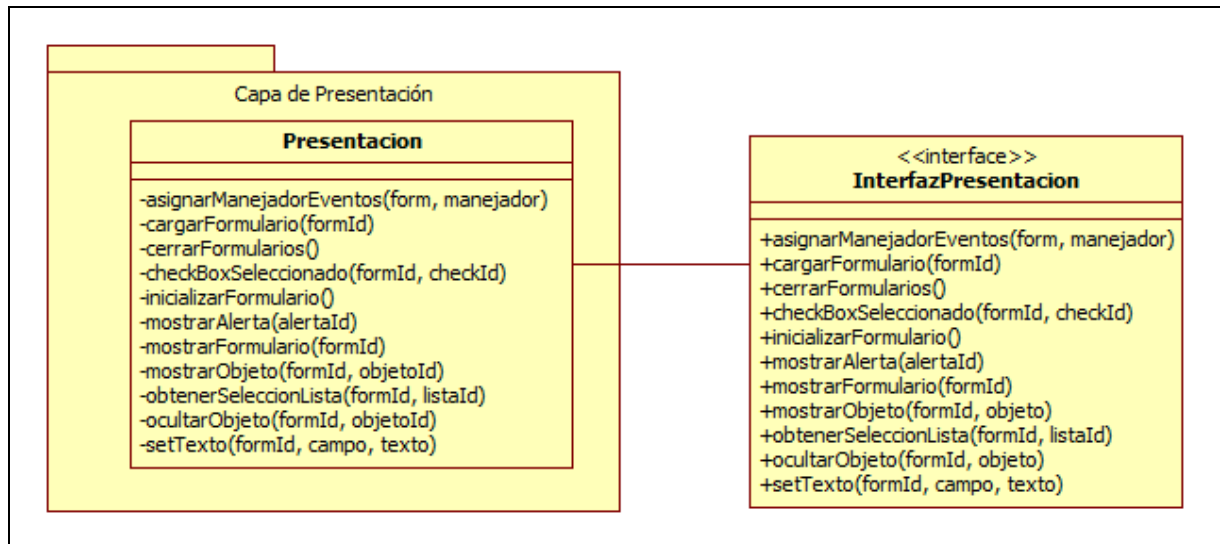 Capa de Presentación
Presentacion
-asignarManejadorEventos(form, manejador)
-cargarFormulario(formId)
-cerrarFormularios()
-checkBoxSeleccionado(formId, checkId)
-inicializarFormulario()
-mostrarAlerta(alertaId)
-mostrarFormulario(formId)
-mostrarObjeto(formId, objetoId)
-obtenerSeleccionLista(formId, listaId)
-ocultarObjeto(formId, objetoId)
-setTexto(formId, campo, texto)
<<interface>>
InterfazPresentacion
+asignarManejadorEventos(form, manejador)
+cargarFormulario(formId)
+cerrarFormularios()
+checkBoxSeleccionado(formId, checkId)
+inicializarFormulario()
+mostrarAlerta(alertaId)
+mostrarFormulario(formId)
+mostrarObjeto(formId, objeto)
+obtenerSeleccionLista(formId, listaId)
+ocultarObjeto(formId, objeto)
+setTexto(formId, campo, texto)